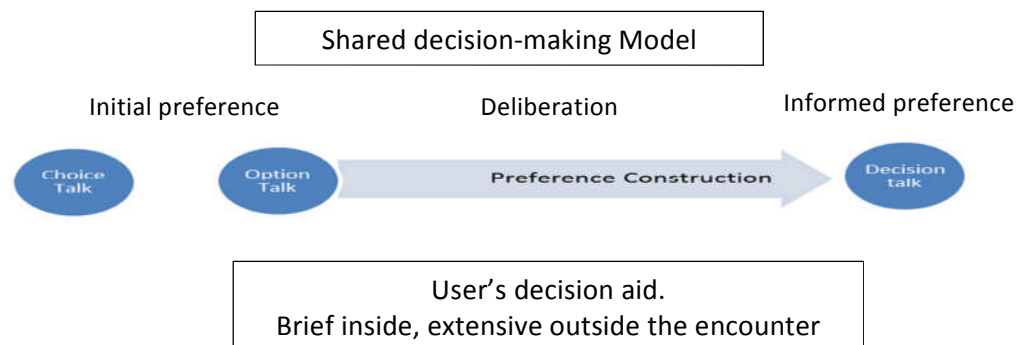 Shared decision-making Model
Initial preference
Deliberation
Informed preference
Choice
Talk
Option
Talk
Preference Construction
Decision
talk
User’s decision aid.
Brief inside, extensive outside the encounter